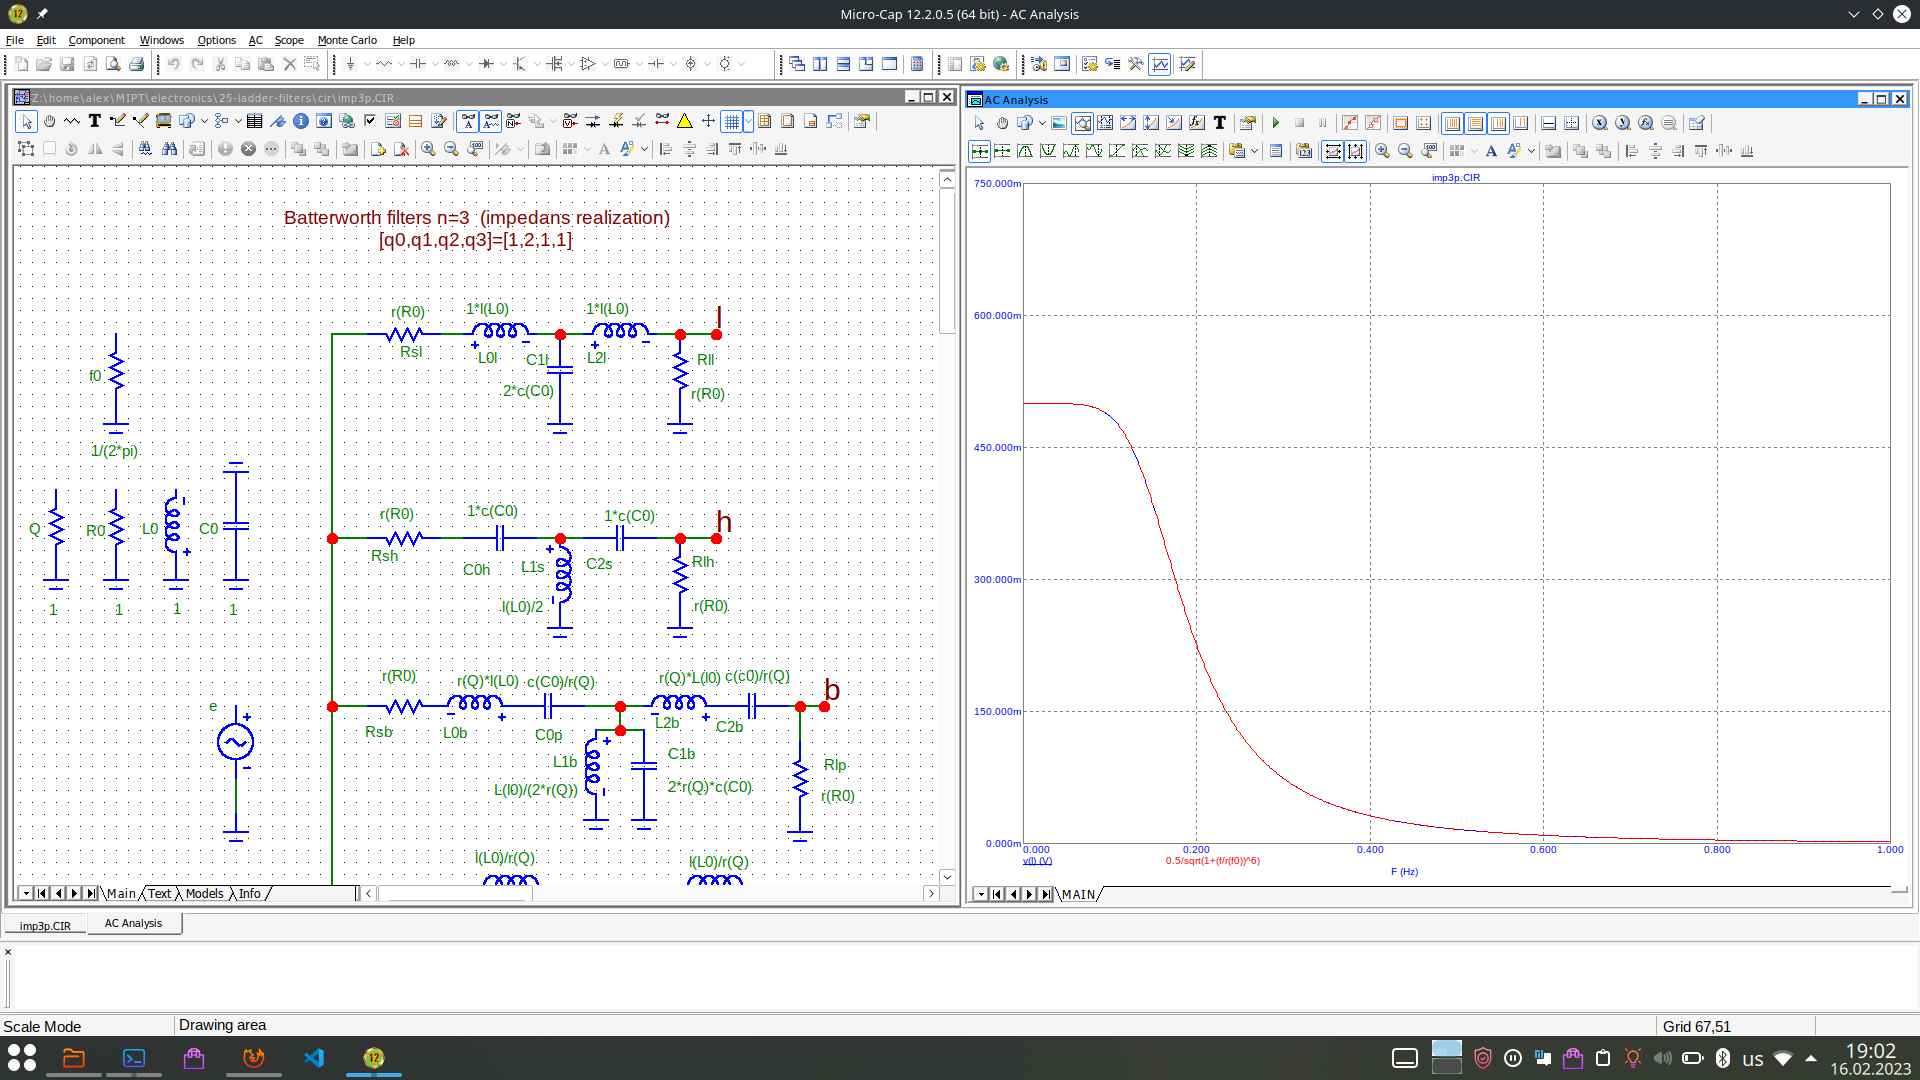 Micro-Cap 12.2.0.5 (64 bit) - AC Analysis
File Edit Component Windows Options AC Scope Monte Carlo Help
Z:\home\alex\MIPT\electronics\25-ladder-filters\cir\imp3p.CIR
Batterworth filters n=3 (impedans realization)
[q0,q1,q2,q3]=[1,2,1,1]
r(R0) 1*l(L0) 1*l(L0) l
Rsl L0l C1l L2l Rll
2*c(C0) r(R0)
f0
1/(2*pi)
r(R0) 1*c(C0) 1*c(C0) h
Q R0 L0 C0
Rsh C0h L1s C2s Rlh
l(L0)/2 r(R0)
1 1 1 1
r(R0) r(Q)*l(L0) c(C0)/r(Q) r(Q)*L(l0) c(c0)/r(Q) b
e
Rsb L0b C0p L2b C2b
L1b C1b Rlp
L(l0)/(2*r(Q)) 2*r(Q)*c(C0) r(R0)
l(L0)/r(Q) l(L0)/r(Q)
Main Text Models Info
AC Analysis
imp3p.CIR
750.000m
600.000m
450.000m
300.000m
150.000m
0.000m
0.000 0.200 0.400 0.600 0.800 1.000
v(l) (V) 0.5/sqrt(1+(f/r(f0))^6)
F (Hz)
MAIN
imp3p.CIR AC Analysis
Scale Mode Drawing area Grid 67,51
12 us 19:02
16.02.2023